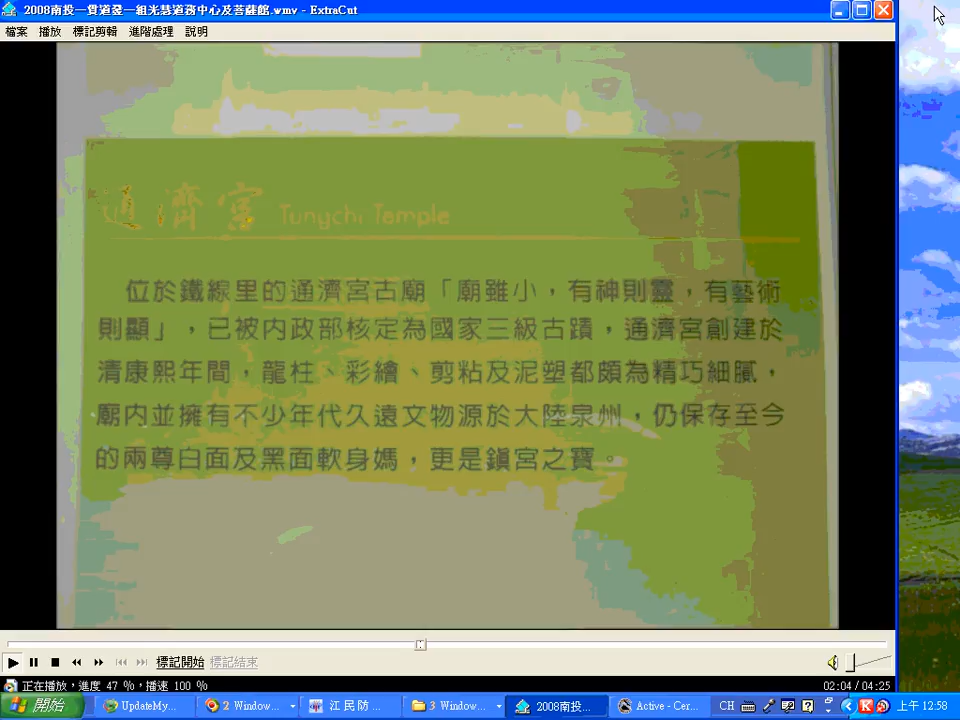 2008南投一貫道發一組光慧道務中心及菩薩館.wmv - ExtraCut
檔案 播放 標記剪輯 進階處理 說明
通濟宮 Tungchi Temple
位於鐵線里的通濟宮古廟「廟雖小，有神則靈，有藝術
則顯」，已被內政部核定為國家三級古蹟，通濟宮創建於
清康熙年間，龍柱、彩繪、剪粘及泥塑都頗為精巧細膩，
廟內並擁有不少年代久遠文物源於大陸泉州，仍保存至今
的兩尊白面及黑面軟身媽，更是鎮宮之寶。
標記開始 標記結束
正在播放，進度 47 %，播速 100 % 02:04 / 04:25
開始 UpdateMy... 2 Window... 江民防... 3 Window... 2008南投... Active - Cer... CH 上午 12:58